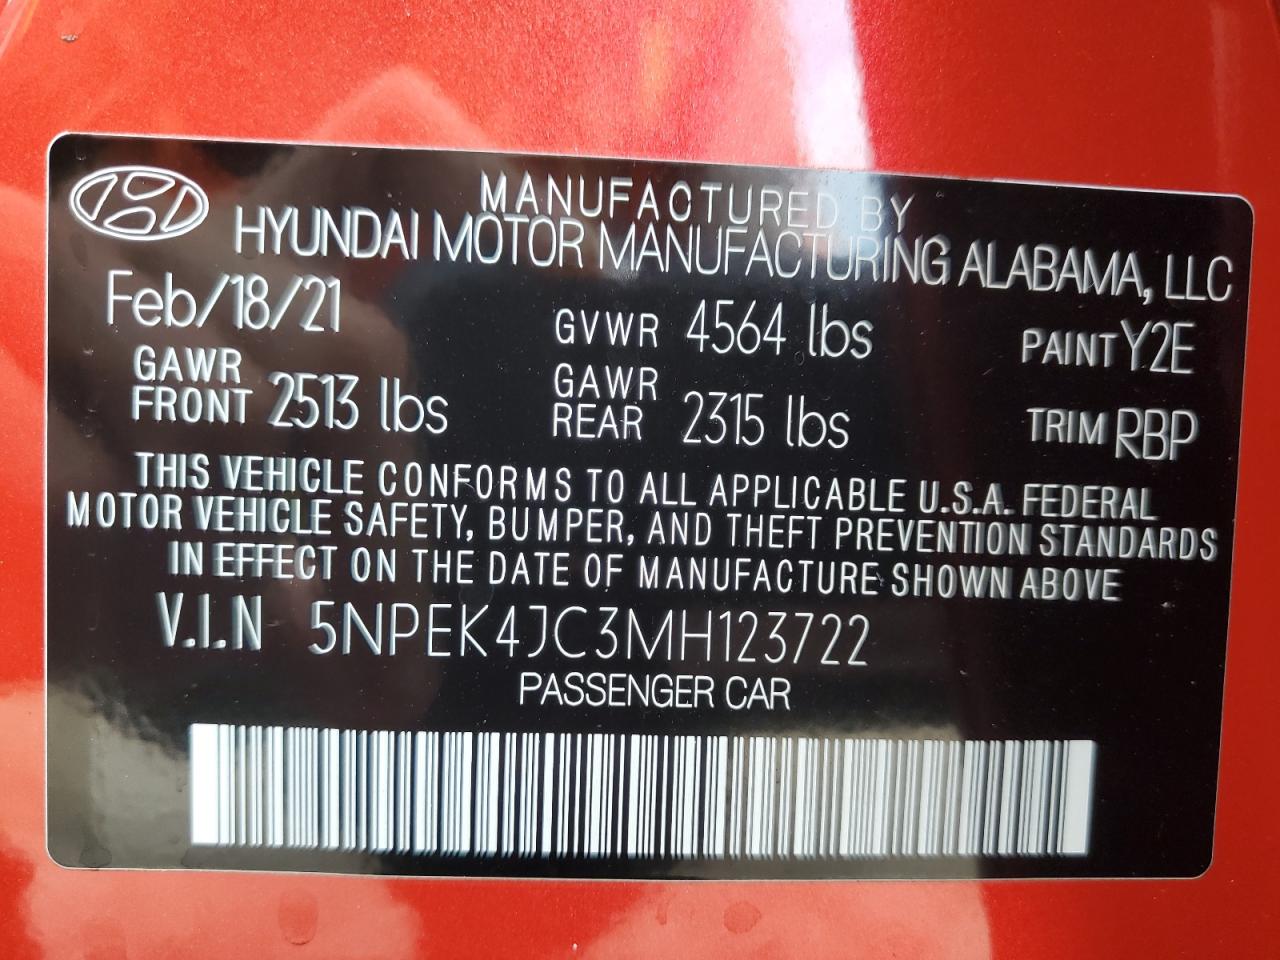 MANUFACTURED BY
HYUNDAI MOTOR MANUFACTURING ALABAMA, LLC
Feb/18/21 GVWR 4564 lbs PAINT Y2E
GAWR FRONT 2513 lbs GAWR REAR 2315 lbs TRIM RBP
THIS VEHICLE CONFORMS TO ALL APPLICABLE U.S.A. FEDERAL
MOTOR VEHICLE SAFETY, BUMPER, AND THEFT PREVENTION STANDARDS
IN EFFECT ON THE DATE OF MANUFACTURE SHOWN ABOVE
V.I.N 5NPEK4JC3MH123722
PASSENGER CAR